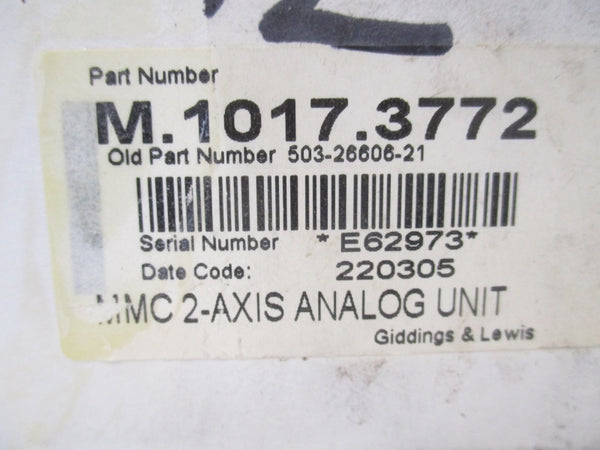 Part Number
M.1017.3772
Old Part Number 503-26606-21
Serial Number *E62973*
Date Code: 220305
MMC 2-AXIS ANALOG UNIT
Giddings & Lewis